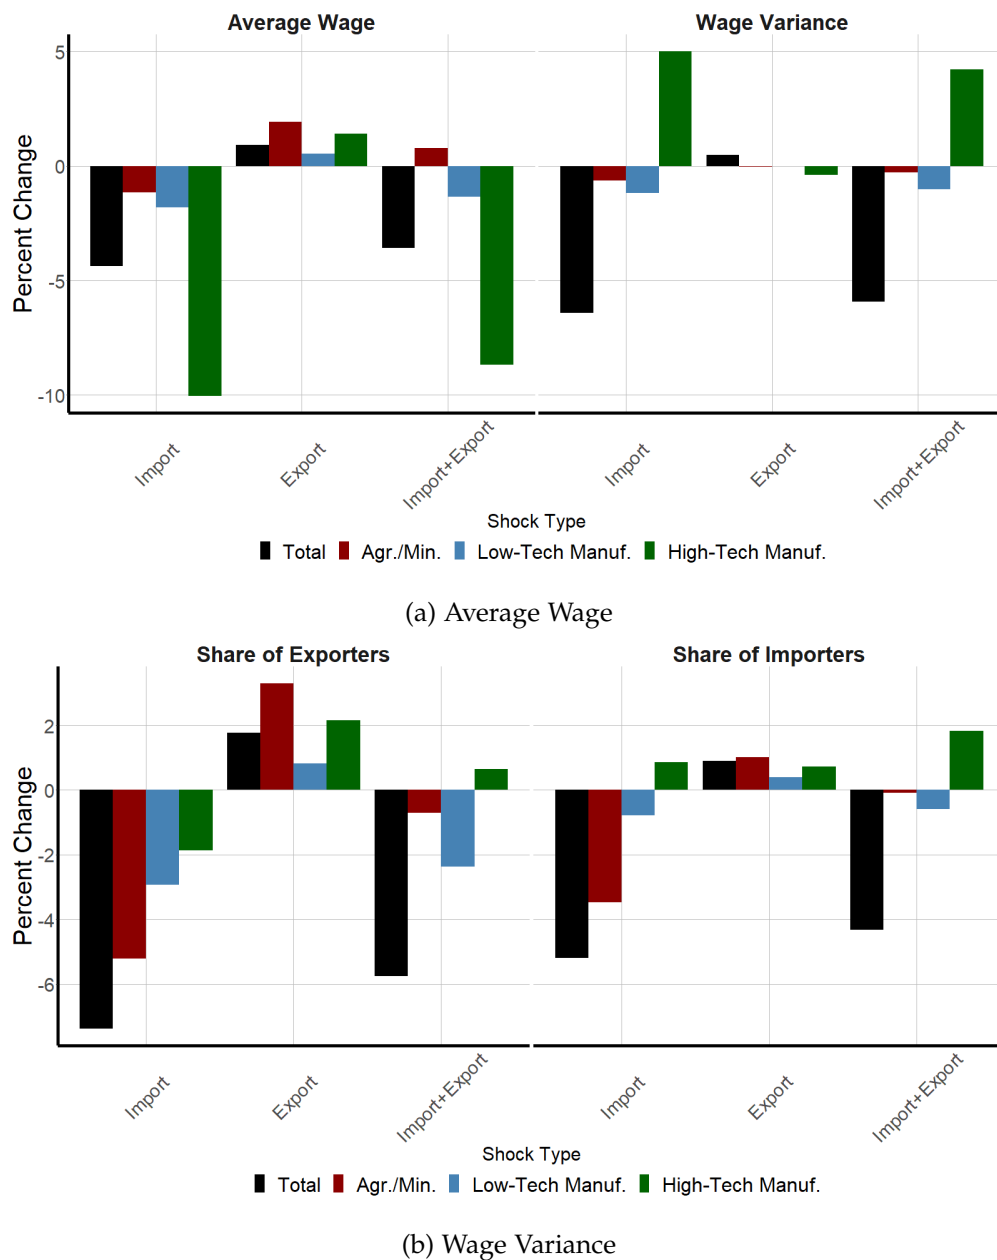 Average Wage
Wage Variance
Percent Change
5
0
-5
-10
Import
Export
Import+Export
Import
Export
Import+Export
Shock Type
Total Agr./Min. Low-Tech Manuf. High-Tech Manuf.
(a) Average Wage
Share of Exporters
Share of Importers
Percent Change
2
0
-2
-4
-6
Import
Export
Import+Export
Import
Export
Import+Export
Shock Type
Total Agr./Min. Low-Tech Manuf. High-Tech Manuf.
(b) Wage Variance